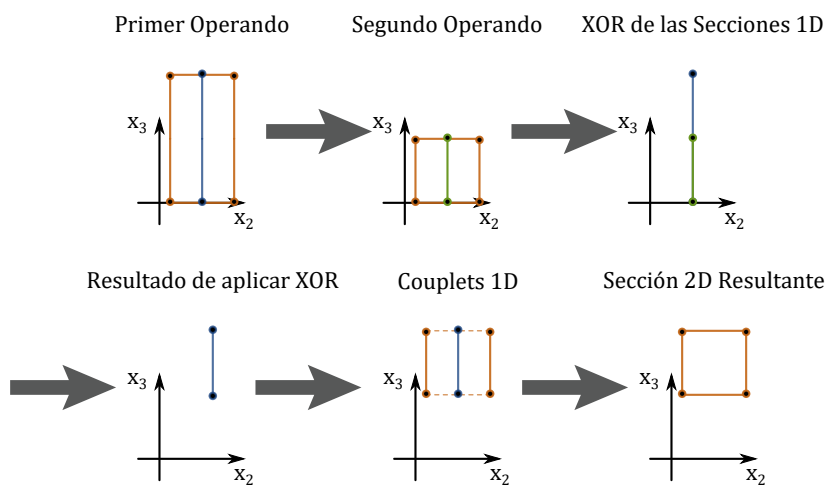 Primer Operando
Segundo Operando
XOR de las Secciones 1D
x3
x2
x3
x2
x3
x2
Resultado de aplicar XOR
Couplets 1D
Sección 2D Resultante
x3
x2
x3
x2
x3
x2